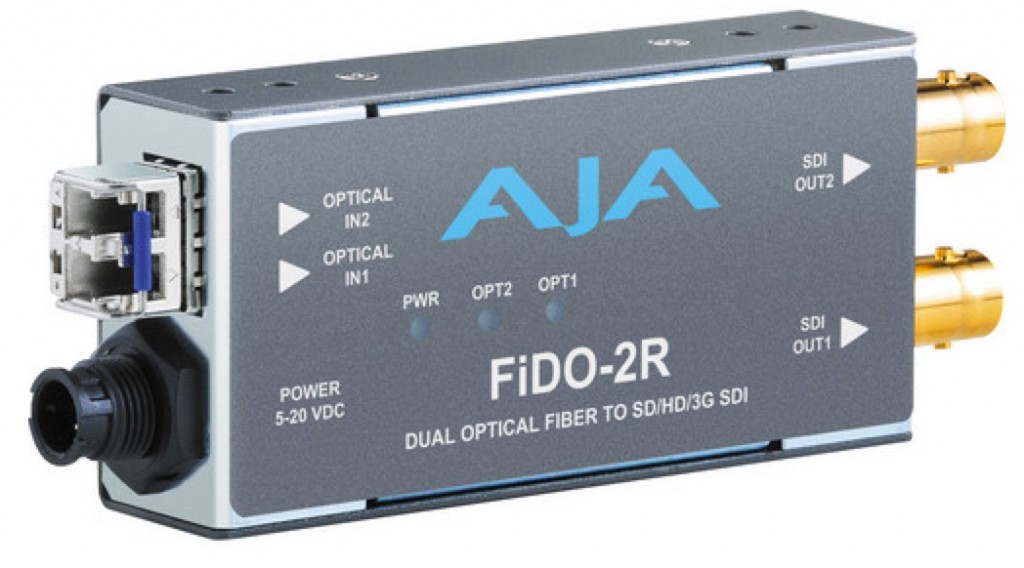 AJA
OPTICAL
IN2
OPTICAL
IN1
SDI
OUT2
PWR
OPT2
OPT1
SDI
OUT1
POWER
5-20 VDC
FiDO-2R
DUAL OPTICAL FIBER TO SD/HD/3G SDI